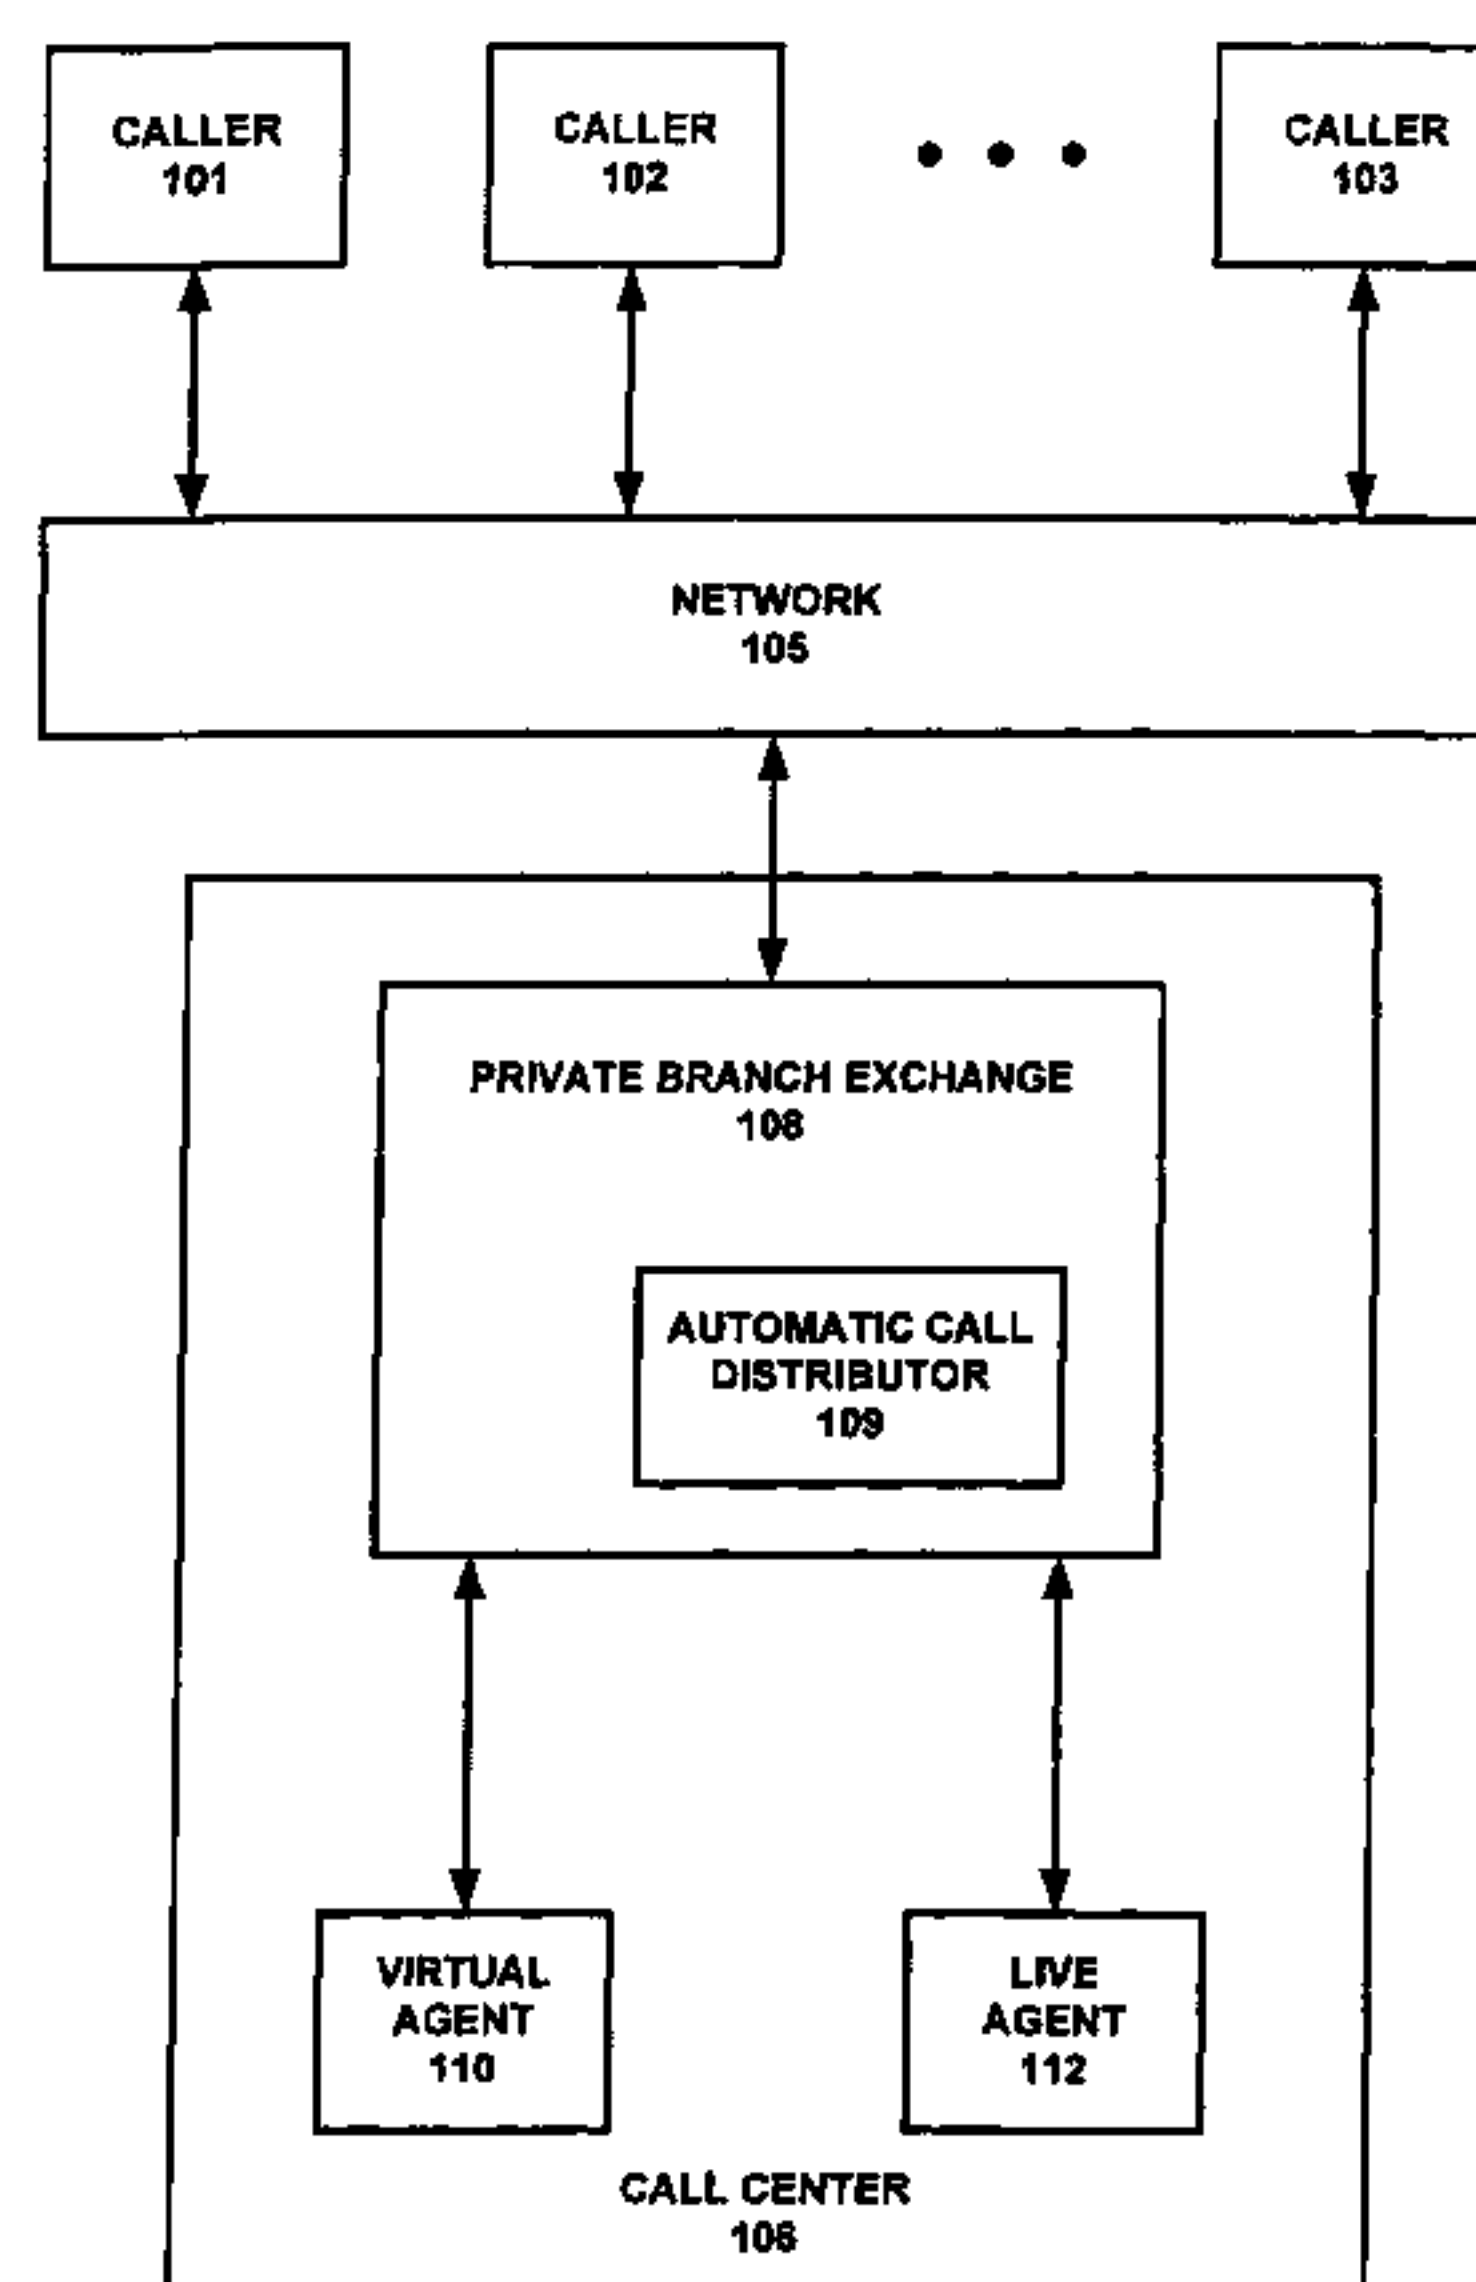 CALLER
101
CALLER
102
CALLER
103
NETWORK
105
PRIVATE BRANCH EXCHANGE
108
AUTOMATIC CALL
DISTRIBUTOR
109
VIRTUAL
AGENT
110
LIVE
AGENT
112
CALL CENTER
106